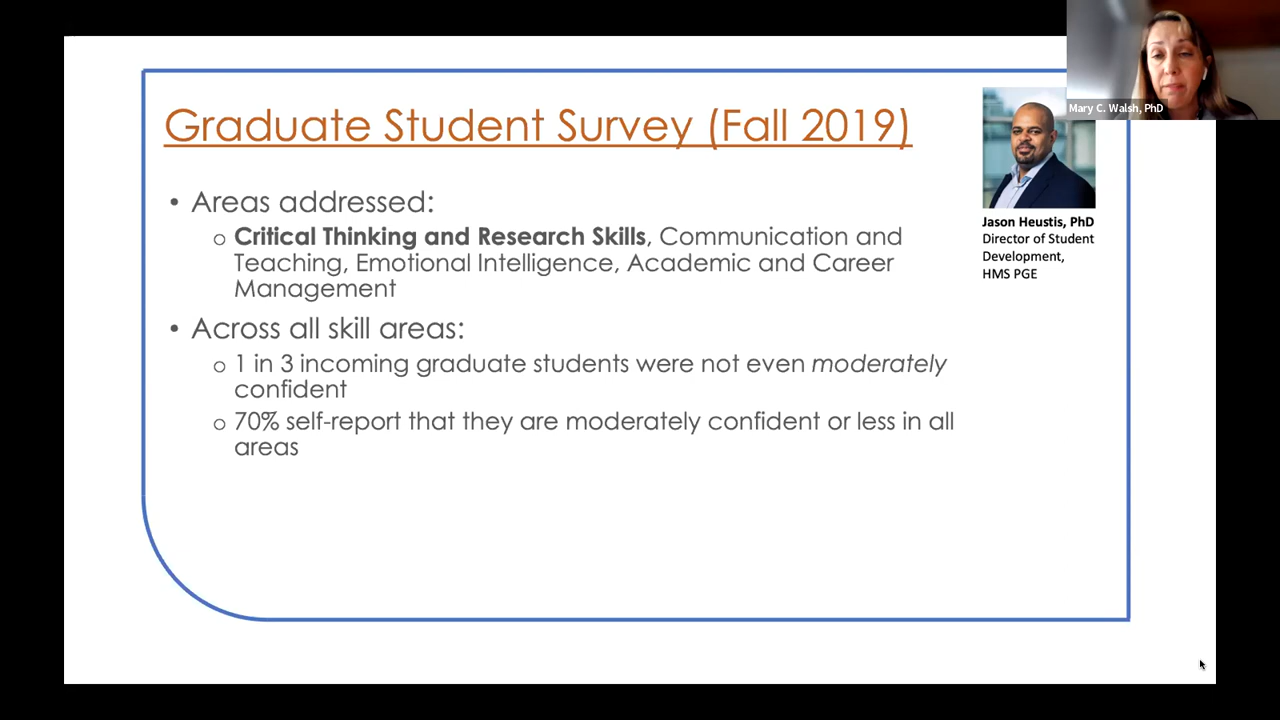 Graduate Student Survey (Fall 2019)
• Areas addressed:
o Critical Thinking and Research Skills, Communication and
Teaching, Emotional Intelligence, Academic and Career
Management
• Across all skill areas:
o 1 in 3 incoming graduate students were not even moderately
confident
o 70% self-report that they are moderately confident or less in all
areas
Jason Heustis, PhD
Director of Student
Development,
HMS PGE
Mary C. Walsh, PhD